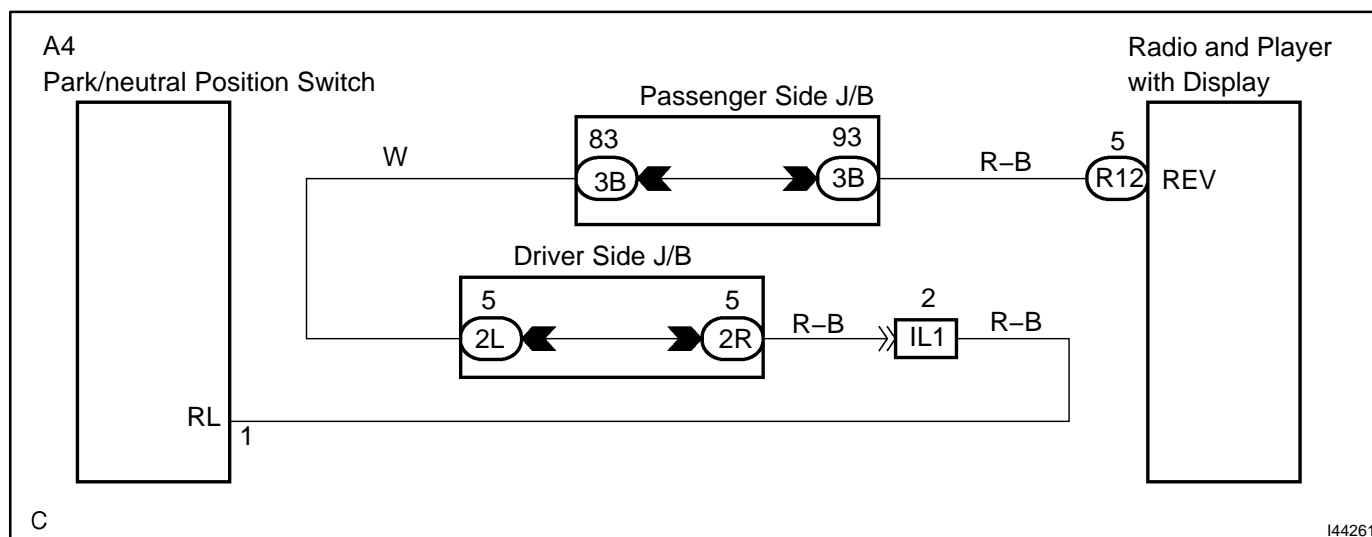 A4
Park/neutral Position Switch
Radio and Player
with Display
Passenger Side J/B
83
93
5
W
3B
3B
R–B
R12
REV
Driver Side J/B
5
5
2
2L
2R
R–B
IL1
R–B
RL
1
C
I44261